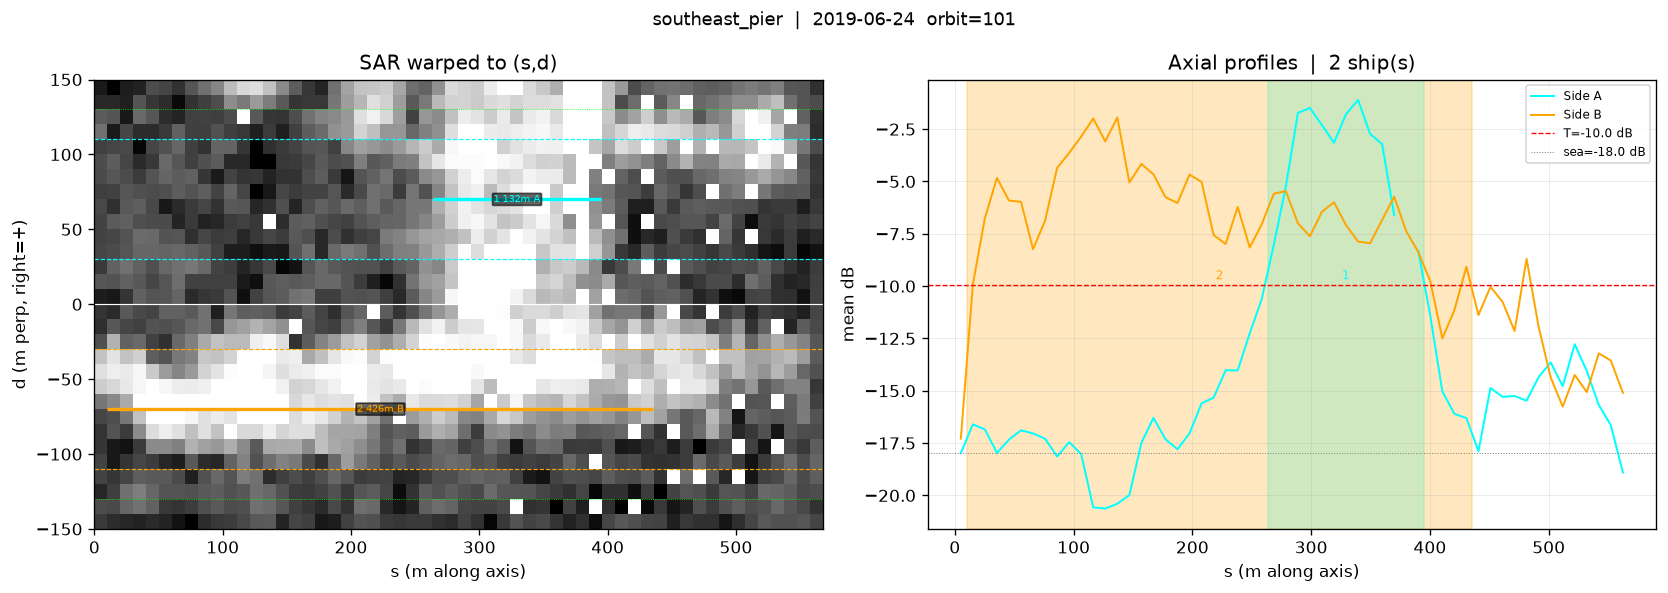 southeast_pier | 2019-06-24 orbit=101
SAR warped to (s,d)
d (m perp, right=+)
150
100
50
0
−50
−100
−150
1 132m A
2 426m B
0 100 200 300 400 500
s (m along axis)
Axial profiles | 2 ship(s)
mean dB
−2.5
−5.0
−7.5
−10.0
−12.5
−15.0
−17.5
−20.0
Side A
Side B
T=-10.0 dB
sea=-18.0 dB
2
1
0 100 200 300 400 500
s (m along axis)